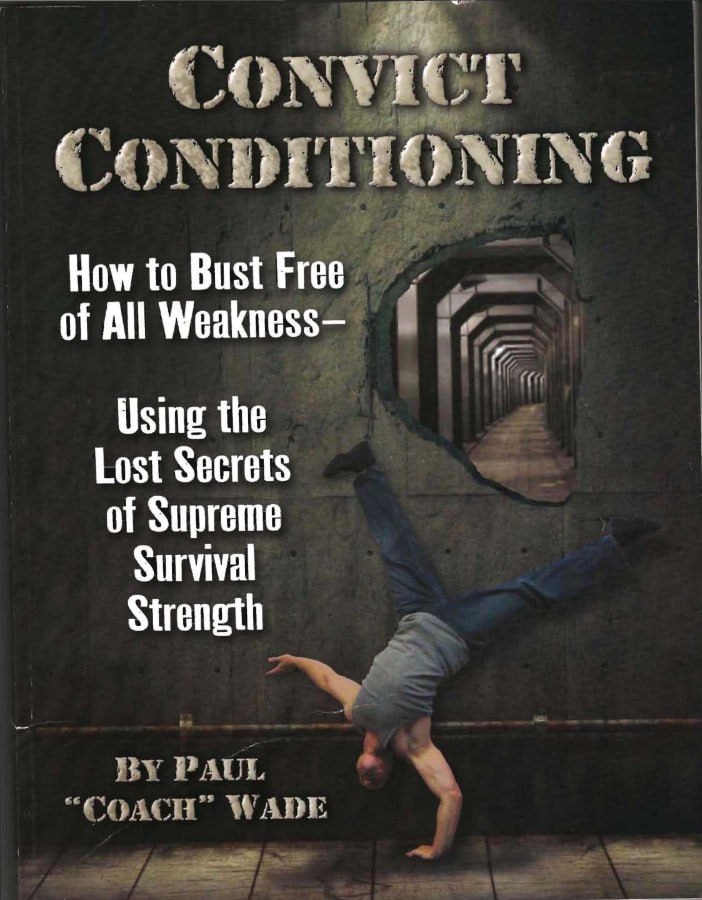 CONVICT
CONDITIONING
How to Bust Free
of All Weakness—
Using the
Lost Secrets
of Supreme
Survival
Strength
BY PAUL
“COACH” WADE